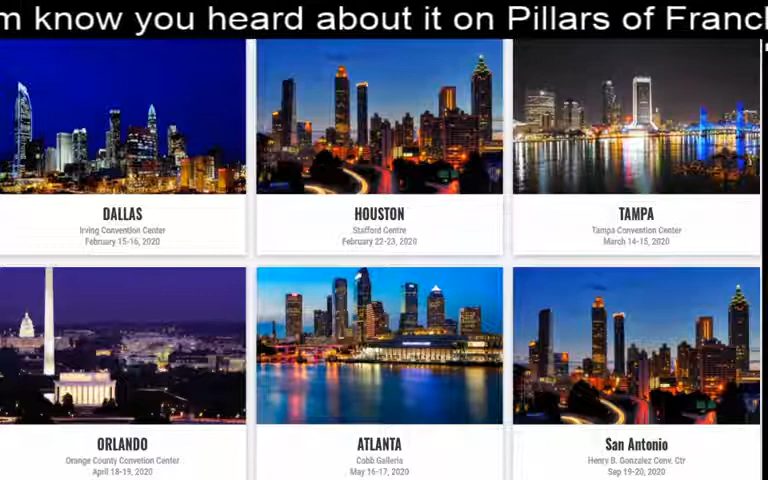 m know you heard about it on Pillars of Franch
DALLAS
Irving Convention Center
February 15-16, 2020
HOUSTON
Stafford Centre
February 22-23, 2020
TAMPA
Tampa Convention Center
March 14-15, 2020
ORLANDO
Orange County Convetion Center
April 18-19, 2020
ATLANTA
Cobb Galleria
May 16-17, 2020
San Antonio
Henry B. Gonzalez Conv. Ctr
Sep 19-20, 2020